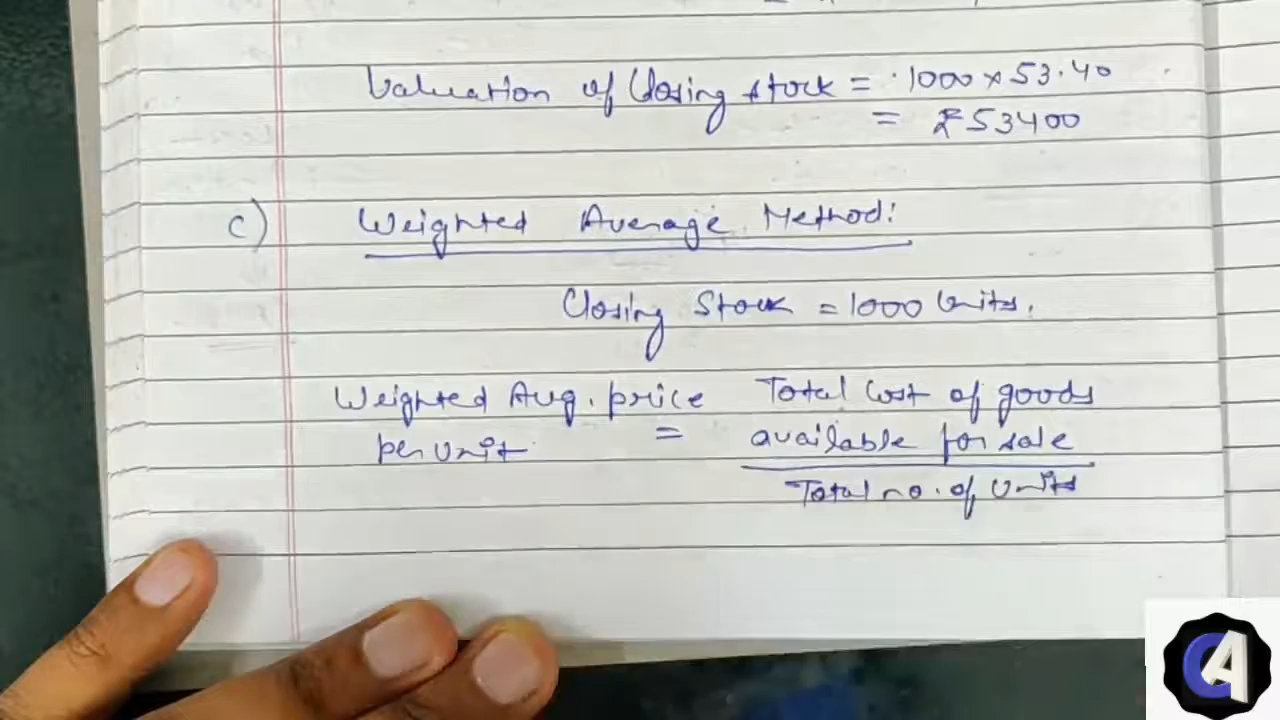 Valuation of Closing stock = 1000 x 53.40
= ₹53400
c) Weighted Average Method:
Closing Stock = 1000 Units.
Weighted Avg. price per unit = Total Cost of goods available for sale
Total no. of Units
CA